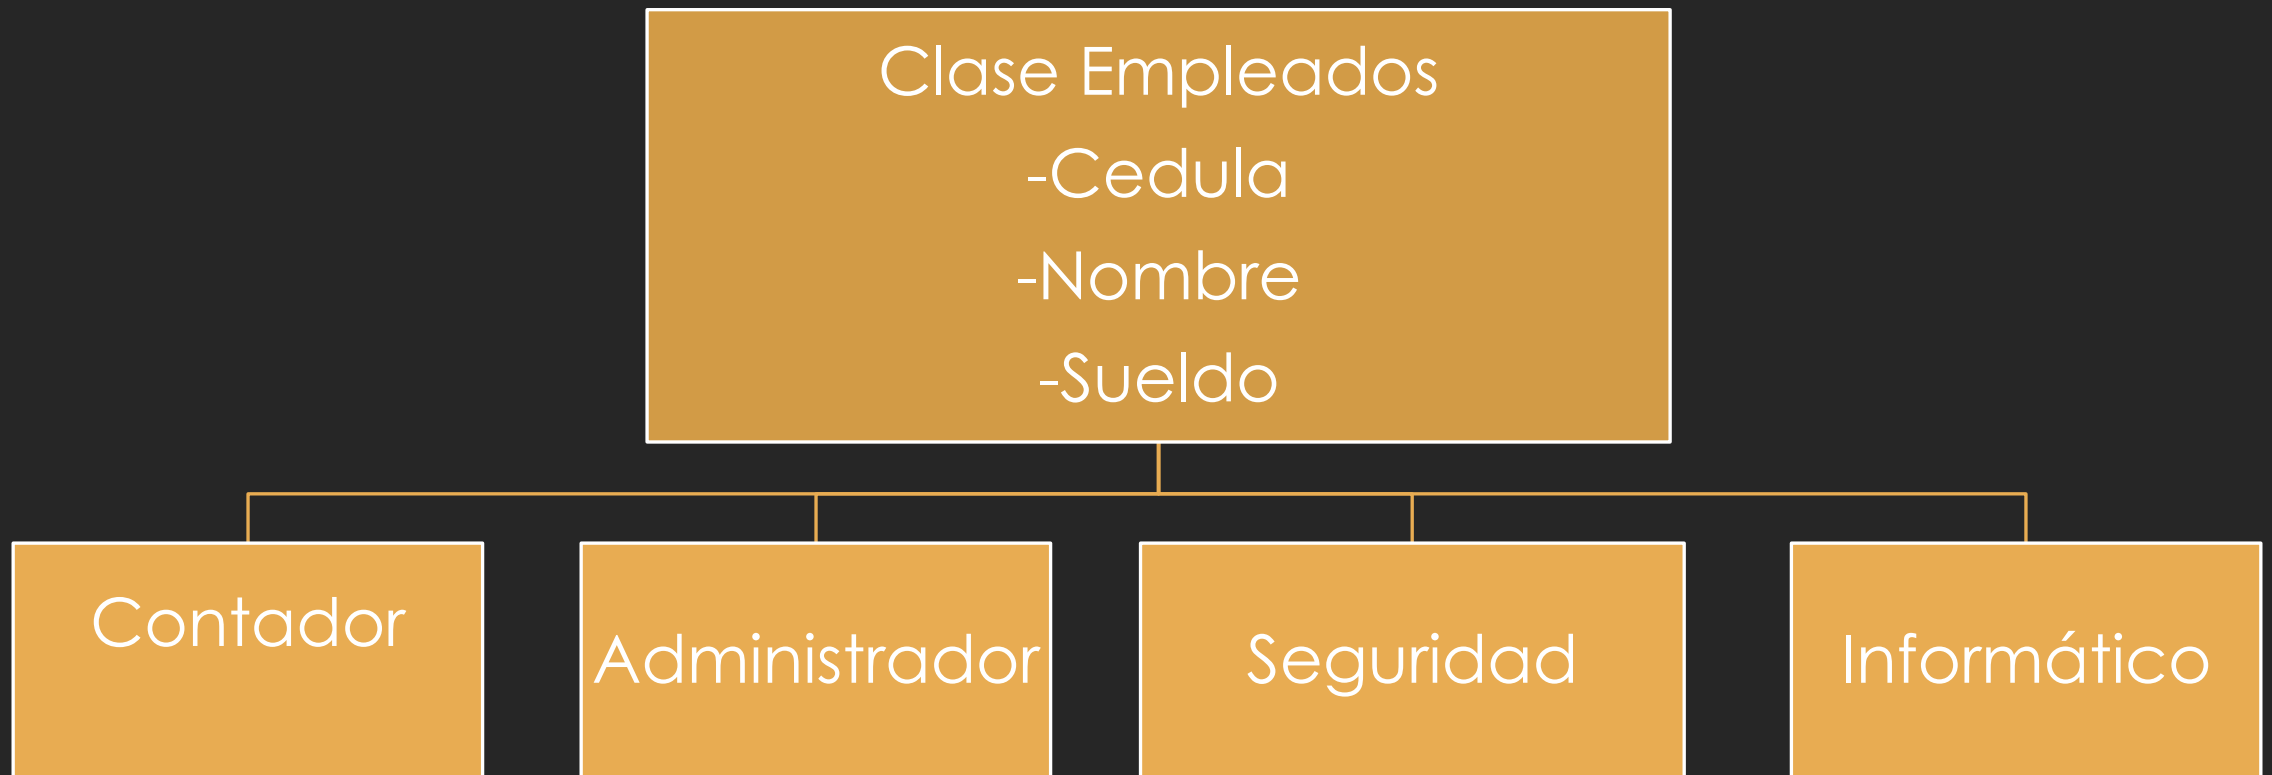 Clase Empleados
-Cedula
-Nombre
-Sueldo
Contador
Administrador
Seguridad
Informático